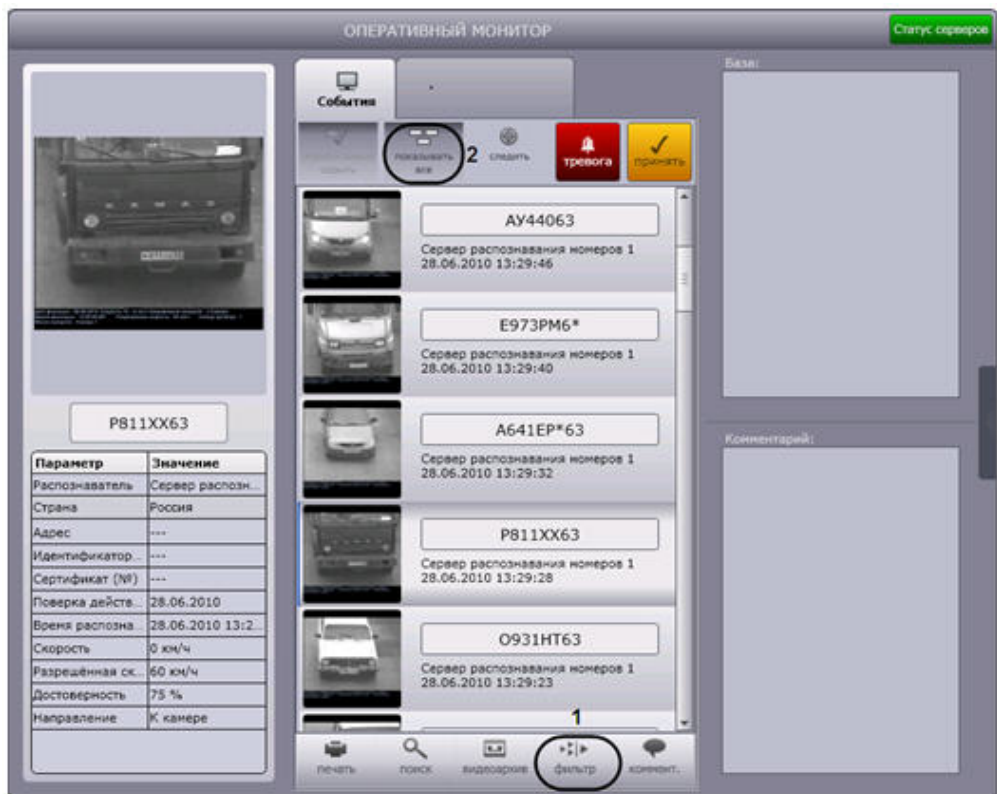 ОПЕРАТИВНЫЙ МОНИТОР
Статус серверов
P811XX63
Параметр Значение
Распознаватель Сервер распозн...
Страна Россия
Адрес ---
Идентификатор... ---
Сертификат (№) ---
Поверка действ... 28.06.2010
Время распозна... 28.06.2010 13:2...
Скорость 0 км/ч
Разрешённая ск... 60 км/ч
Достоверность 75 %
Направление К камере
События
показывать все
2
следить
тревога
принять
АУ44063
Сервер распознавания номеров 1
28.06.2010 13:29:46
Е973РМ6*
Сервер распознавания номеров 1
28.06.2010 13:29:40
А641ЕР*63
Сервер распознавания номеров 1
28.06.2010 13:29:32
Р811ХХ63
Сервер распознавания номеров 1
28.06.2010 13:29:28
О931НТ63
Сервер распознавания номеров 1
28.06.2010 13:29:23
1
печать
поиск
видеоархив
фильтр
коммент.
База:
Комментарий: